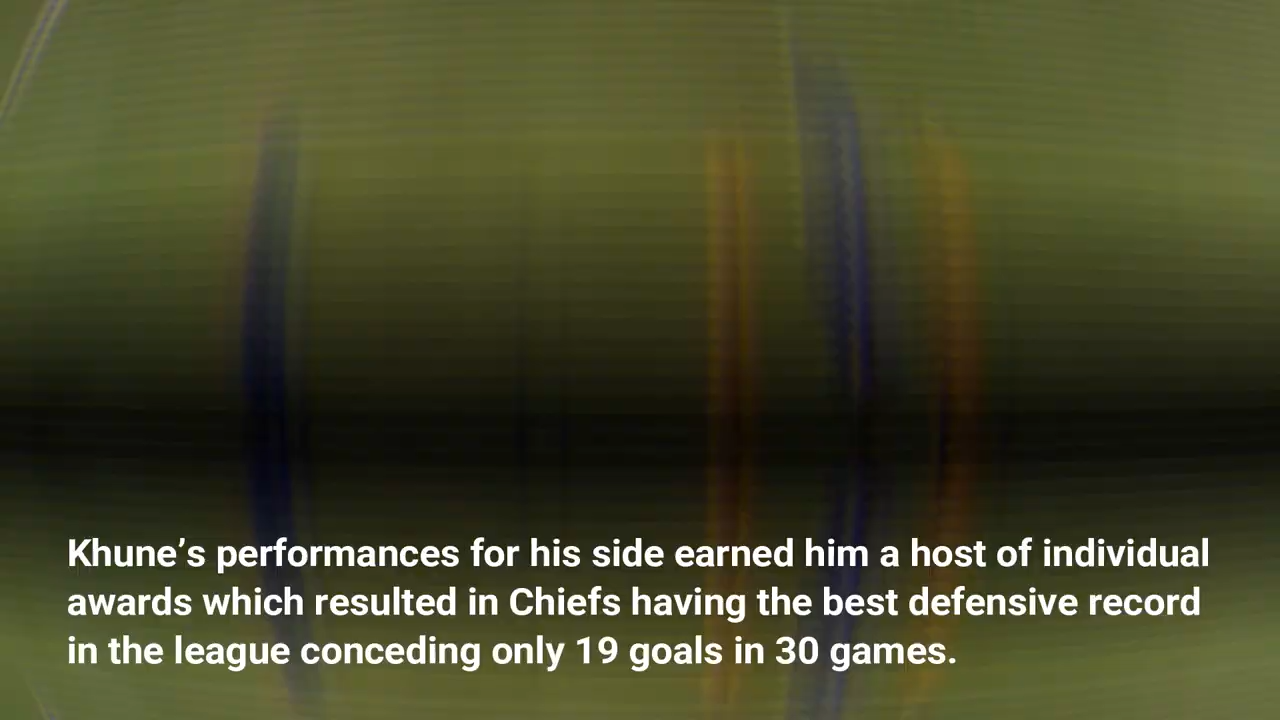 Khune’s performances for his side earned him a host of individual
awards which resulted in Chiefs having the best defensive record
in the league conceding only 19 goals in 30 games.